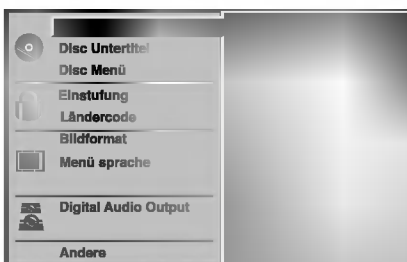 Disc Untertitel
Disc Menü
Einstufung
Ländercode
Bildformat
Menü sprache
Digital Audio Output
Andere